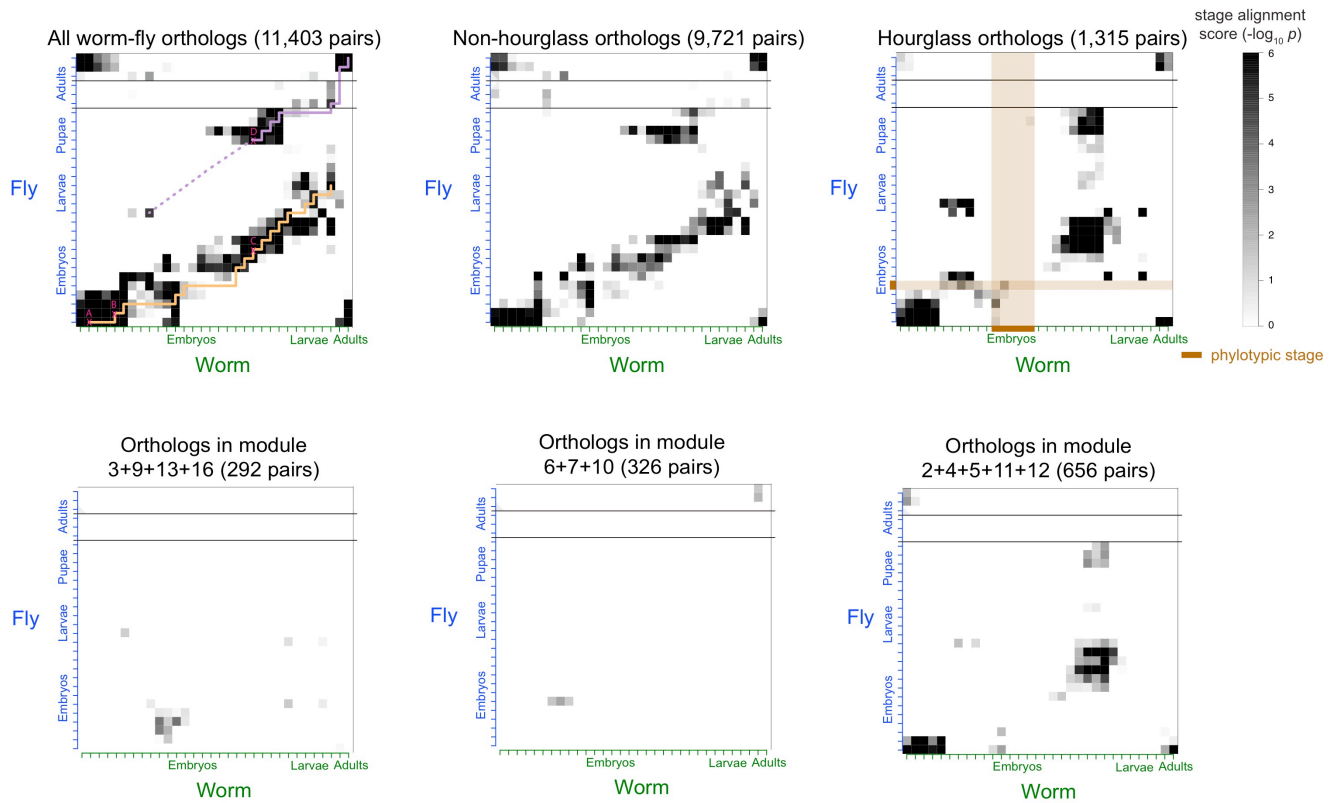 stage alignment
score (-log10 p)
All worm-fly orthologs (11,403 pairs)
Non-hourglass orthologs (9,721 pairs)
Hourglass orthologs (1,315 pairs)
6
5
4
3
2
1
0
Fly
Adults
Pupae
Larvae
Embryos
A
B
C
D
Embryos
Larvae Adults
Worm
Fly
Adults
Pupae
Larvae
Embryos
Embryos
Larvae Adults
Worm
Fly
Adults
Pupae
Larvae
Embryos
Embryos
Larvae Adults
Worm
phylotypic stage
Orthologs in module
3+9+13+16 (292 pairs)
Fly
Adults
Pupae
Larvae
Embryos
Embryos
Larvae Adults
Worm
Orthologs in module
6+7+10 (326 pairs)
Fly
Adults
Pupae
Larvae
Embryos
Embryos
Larvae Adults
Worm
Orthologs in module
2+4+5+11+12 (656 pairs)
Fly
Adults
Pupae
Larvae
Embryos
Embryos
Larvae Adults
Worm